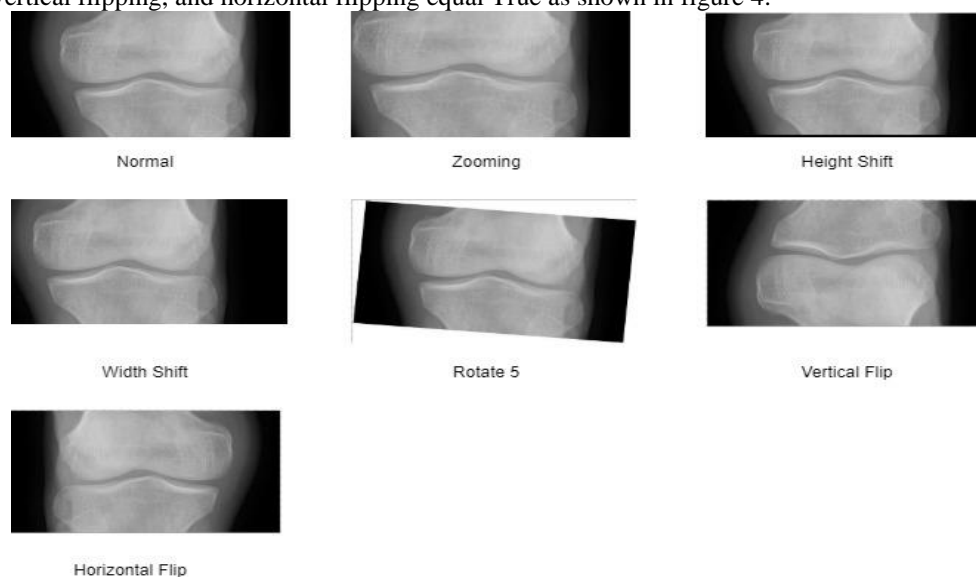 vertical flipping, and horizontal flipping equal True as shown in figure 4.
Normal
Zooming
Height Shift
Width Shift
Rotate 5
Vertical Flip
Horizontal Flip